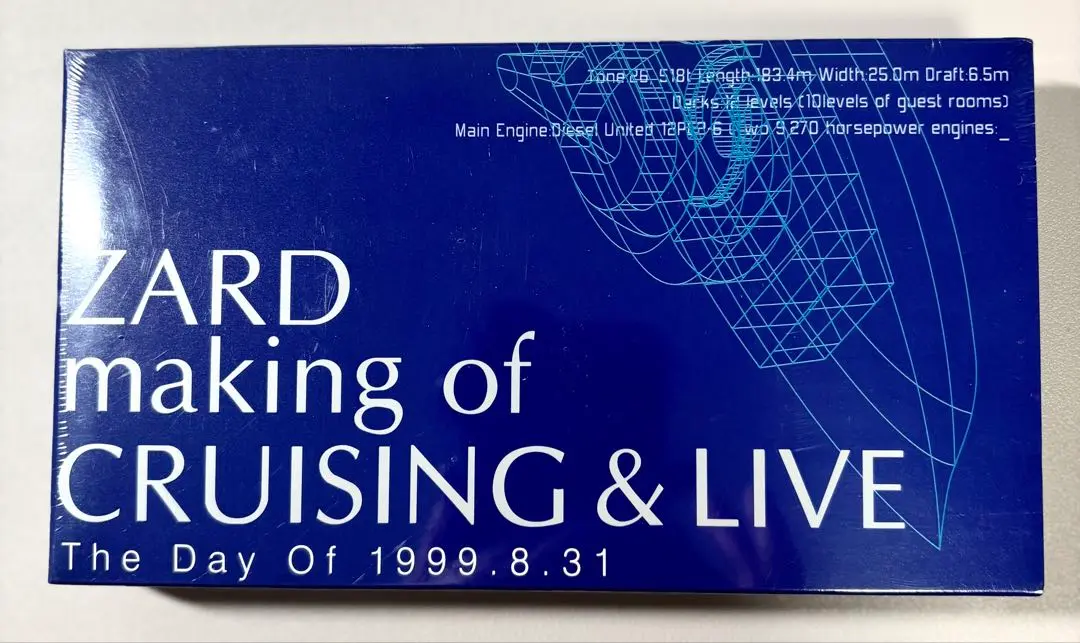 Tone:26, 518t Length:183.4m Width:25.0m Draft:6.5m
Decks:12 levels (10levels of guest rooms)
Main Engine:Diesel United 12P Two 9,270 horsepower engines:_
ZARD
making of
CRUISING & LIVE
The Day Of 1999.8.31